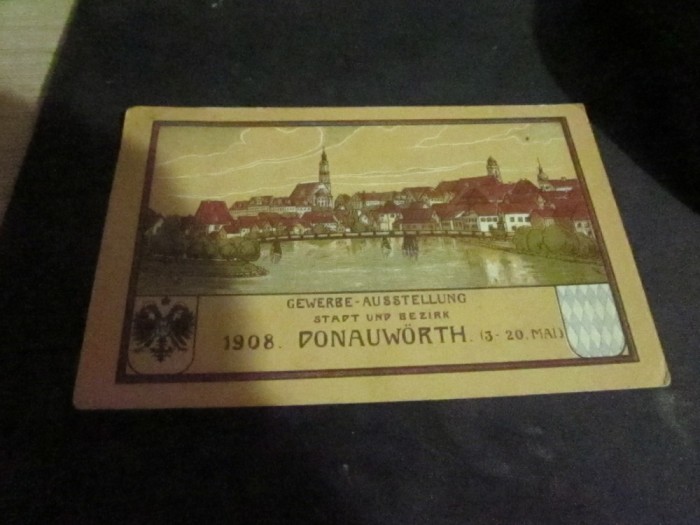 GEWERBE-AUSSTELLUNG
STADT UND BEZIRK
1908. DONAUWÖRTH. (3-20. MAI)